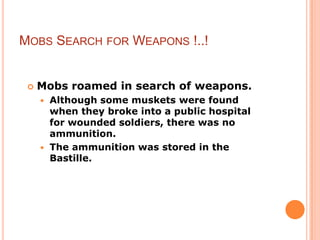 MOBS SEARCH FOR WEAPONS !..!
Mobs roamed in search of weapons.
Although some muskets were found
when they broke into a public hospital
for wounded soldiers, there was no
ammunition.
The ammunition was stored in the
Bastille.